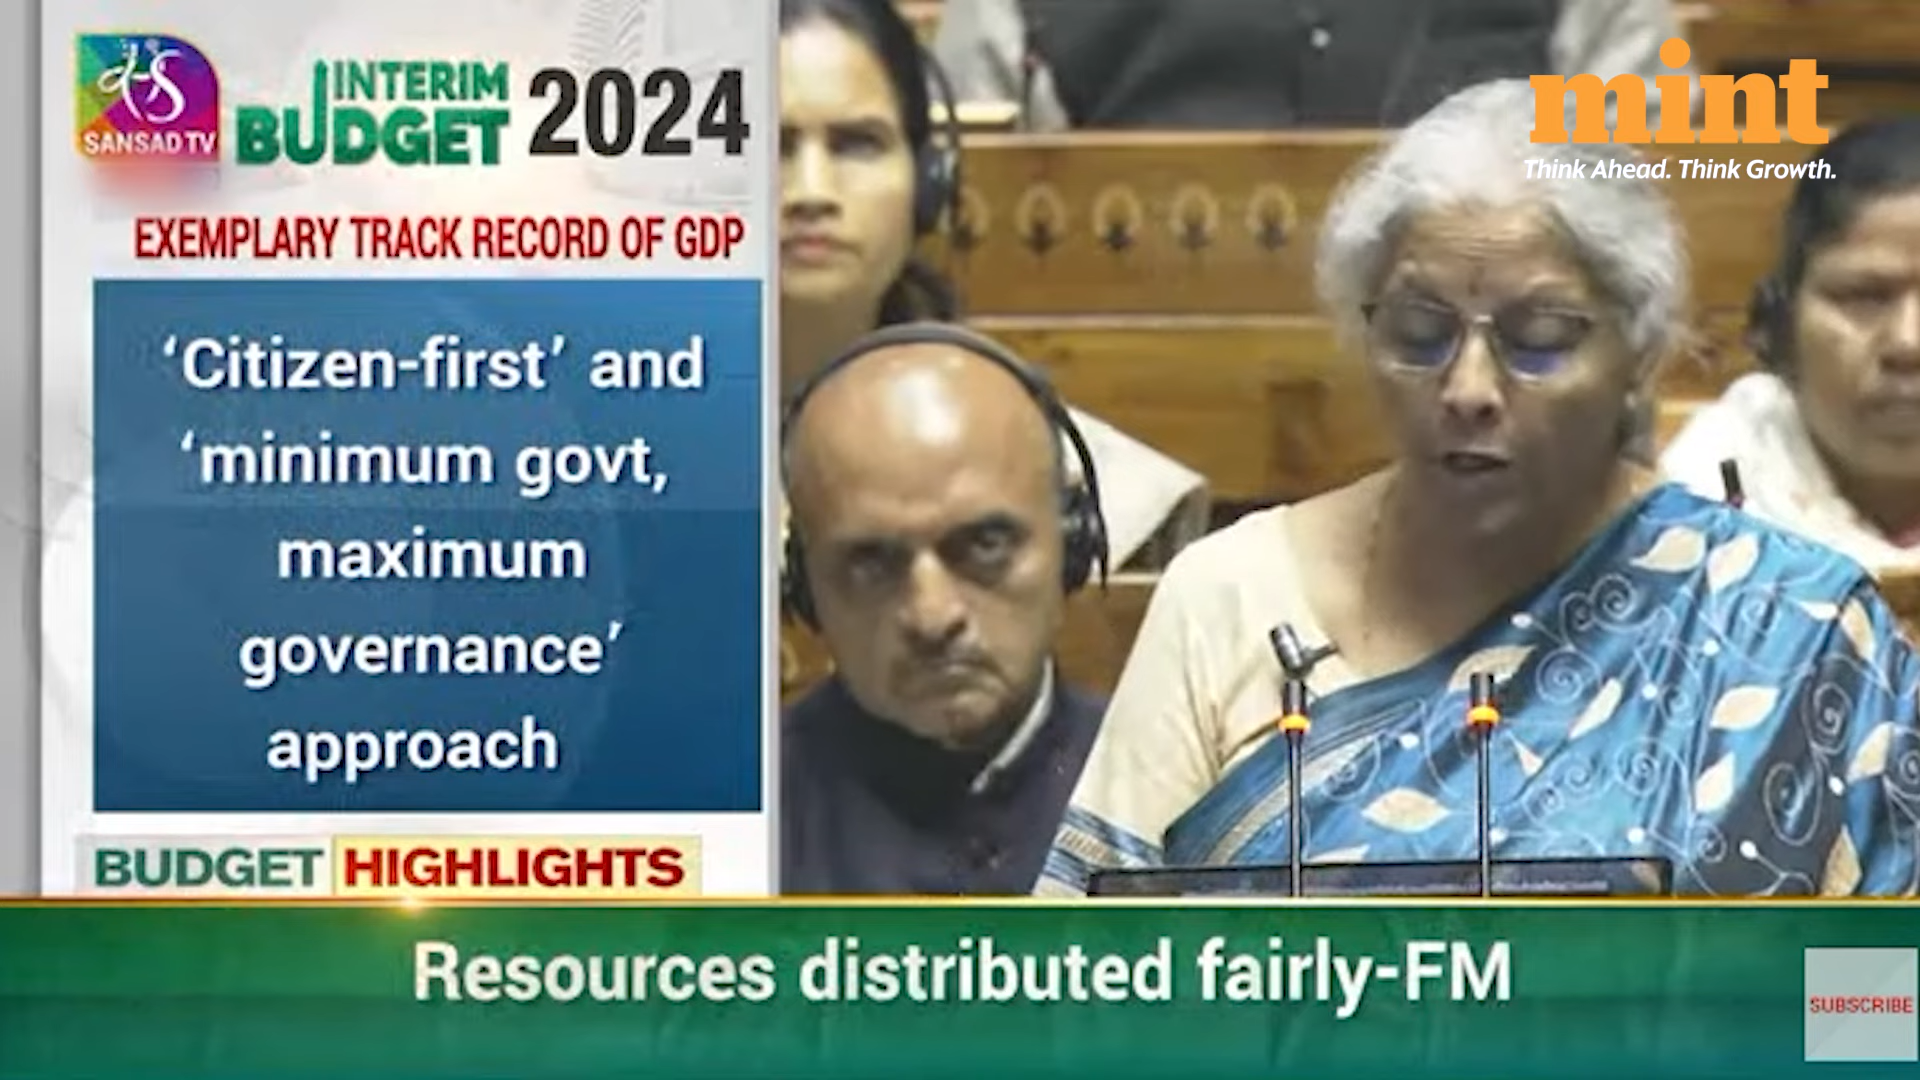 SANSAD TV
INTERIM
BUDGET
2024
EXEMPLARY TRACK RECORD OF GDP
‘Citizen-first’ and
‘minimum govt,
maximum
governance’
approach
BUDGET HIGHLIGHTS
Resources distributed fairly-FM
mint
Think Ahead. Think Growth.
SUBSCRIBE